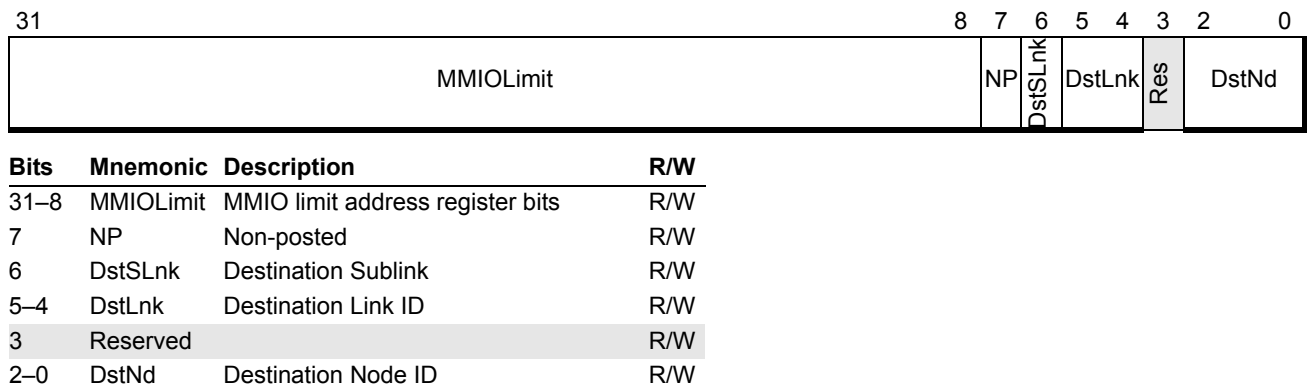 31 8 7 6 5 4 3 2 0
MMIOLimit NP DstSLnk DstLnk Res DstNd
Bits Mnemonic Description R/W
31–8 MMIOLimit MMIO limit address register bits R/W
7 NP Non-posted R/W
6 DstSLnk Destination Sublink R/W
5–4 DstLnk Destination Link ID R/W
3 Reserved R/W
2–0 DstNd Destination Node ID R/W